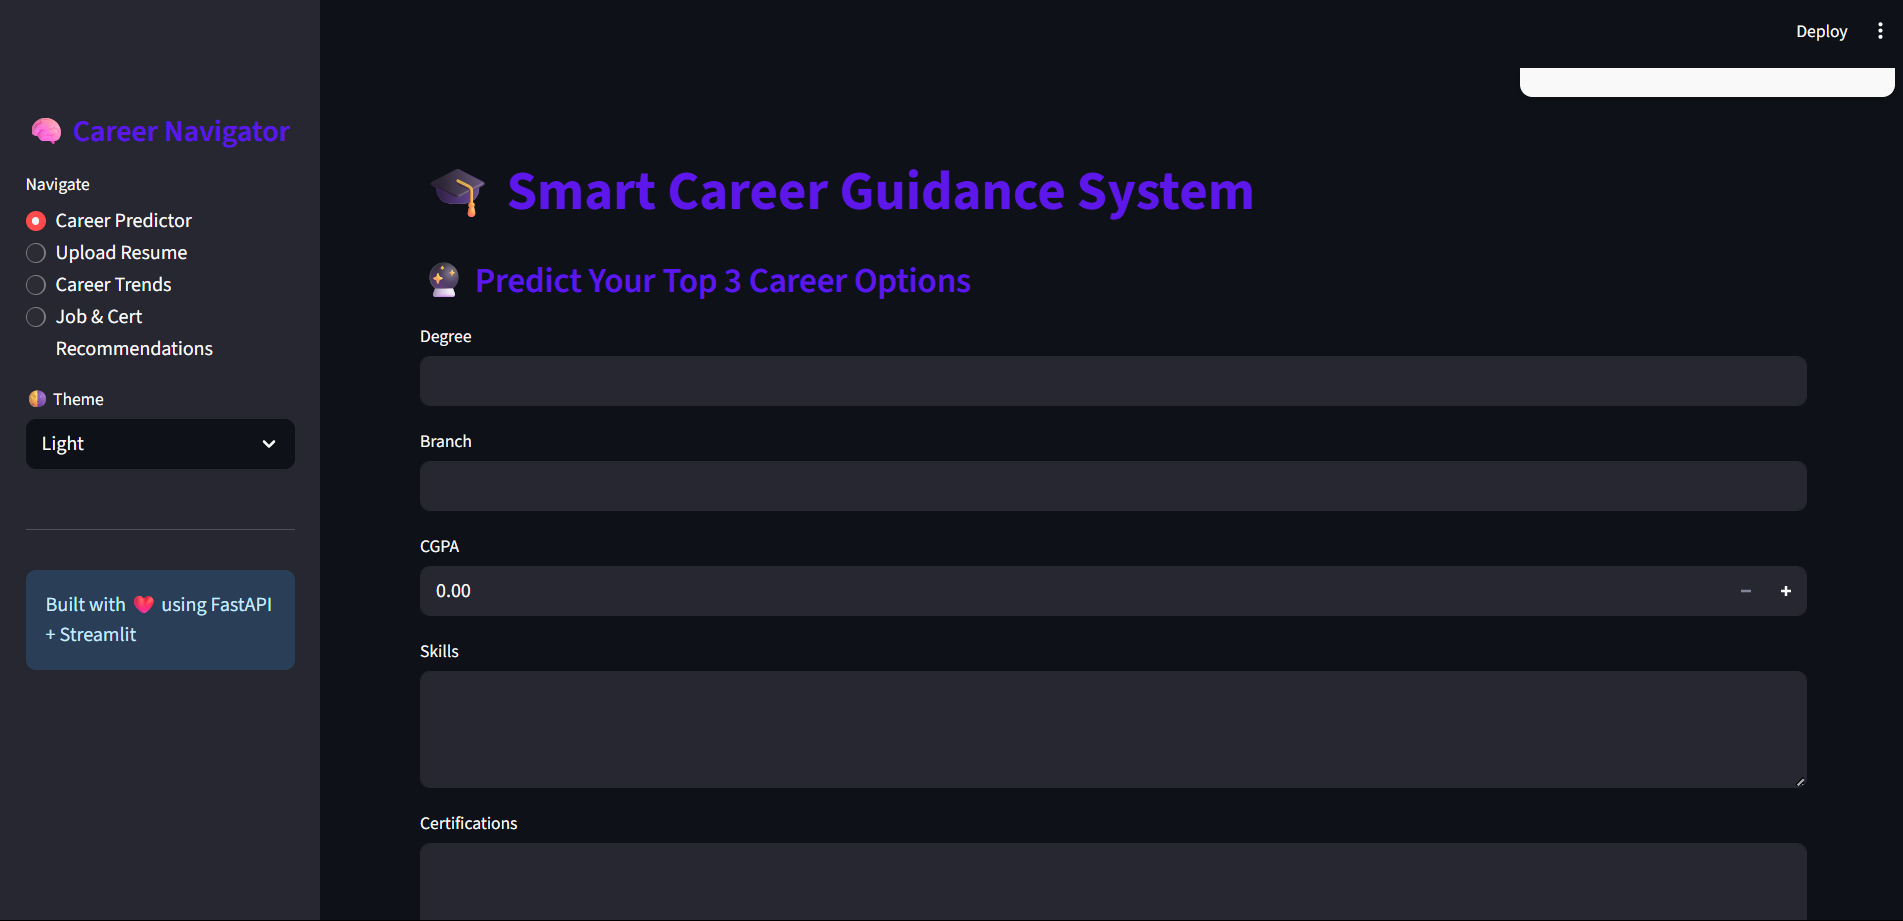 Deploy
Career Navigator
Navigate
Career Predictor
Upload Resume
Career Trends
Job & Cert
Recommendations
Theme
Light
Built with ❤️ using FastAPI
+ Streamlit
Smart Career Guidance System
Predict Your Top 3 Career Options
Degree
Branch
CGPA
0.00
Skills
Certifications